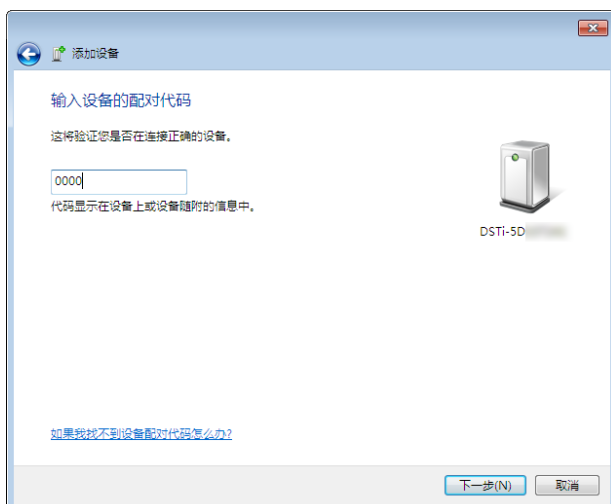 添加设备
输入设备的配对代码
这将验证您是否在连接正确的设备。
0000
代码显示在设备上或设备随附的信息中。
DSTi-5D
如果我找不到设备配对代码怎么办?
下一步(N)
取消